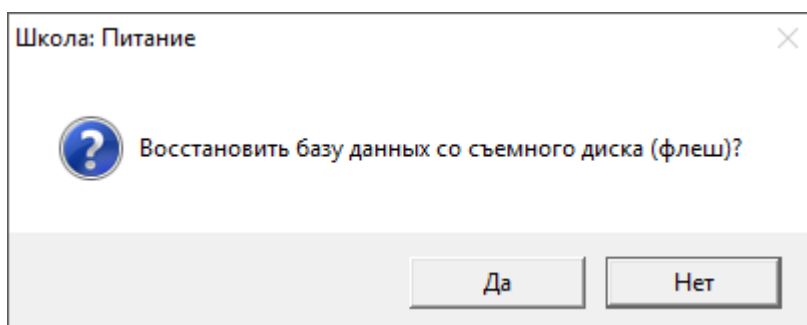 Школа: Питание
Восстановить базу данных со съемного диска (флеш)?
Да
Нет